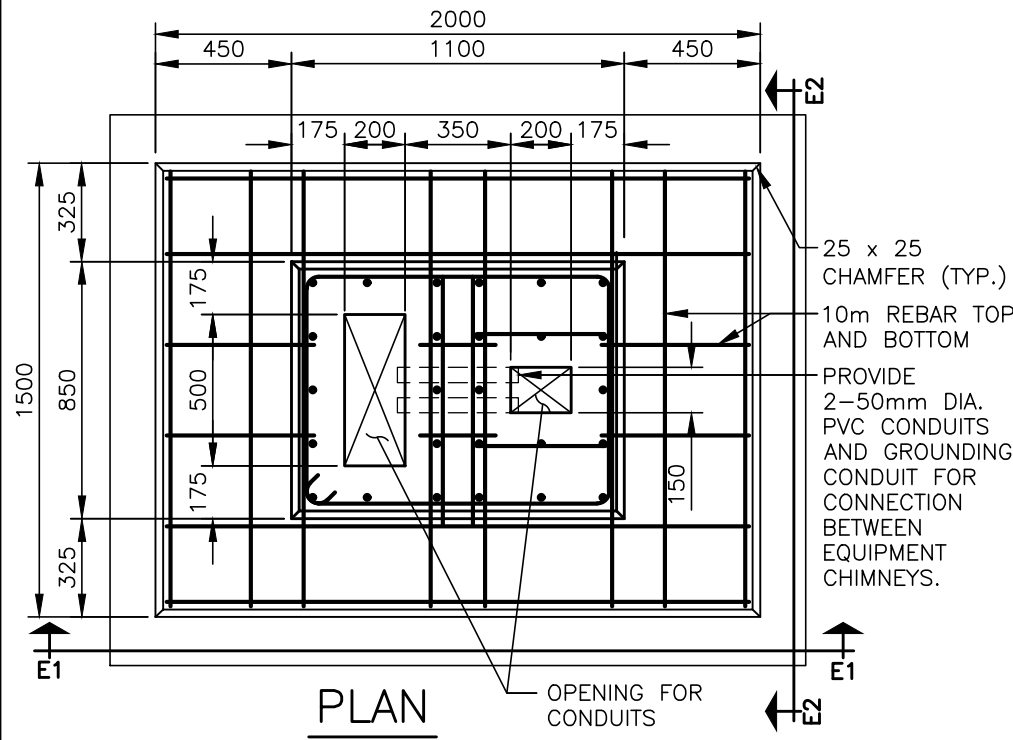 2000
450
1100
450
E2
175
200
350
200
175
325
175
1500
850
500
175
325
150
25 x 25
CHAMFER (TYP.)
10m REBAR TOP
AND BOTTOM
PROVIDE
2-50mm DIA.
PVC CONDUITS
AND GROUNDING
CONDUIT FOR
CONNECTION
BETWEEN
EQUIPMENT
CHIMNEYS.
E1
E1
OPENING FOR
CONDUITS
E2
PLAN